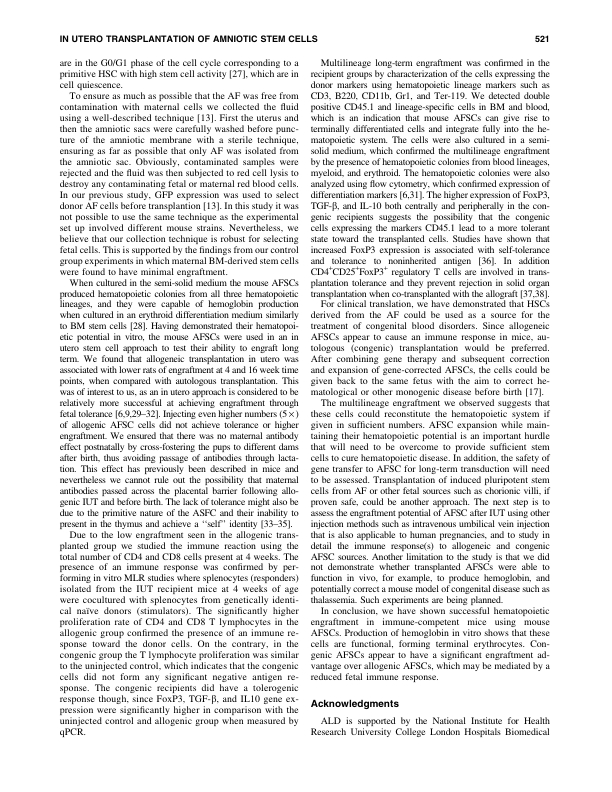 IN UTERO TRANSPLANTATION OF AMNIOTIC STEM CELLS 521
are in the G0/G1 phase of the cell cycle corresponding to a
primitive HSC with high stem cell activity [27], which are in
cell quiescence.
To ensure as much as possible that the AF was free from
contamination with maternal cells we collected the fluid
using a well-described technique [13]. First the uterus and
then the amniotic sacs were carefully washed before punc-
ture of the amniotic membrane with a sterile technique,
ensuring as far as possible that only AF was isolated from
the amniotic sac. Obviously, contaminated samples were
rejected and the fluid was then subjected to red cell lysis to
destroy any contaminating fetal or maternal red blood cells.
In our previous study, GFP expression was used to select
donor AF cells before transplantation [13]. In this study it was
not possible to use the same technique as the experimental
set up involved different mouse strains. Nevertheless, we
believe that our collection technique is robust for selecting
fetal cells. This is supported by the findings from our control
group experiments in which maternal BM-derived stem cells
were found to have minimal engraftment.
When cultured in the semi-solid medium the mouse AFSCs
produced hematopoietic colonies from all three hematopoietic
lineages, and they were capable of hemoglobin production
when cultured in an erythroid differentiation medium similarly
to BM stem cells [28]. Having demonstrated their hematopoi-
etic potential in vitro, the mouse AFSCs were used in an in
utero stem cell approach to test their ability to engraft long
term. We found that allogeneic transplantation in utero was
associated with lower rats of engraftment at 4 and 16 week time
points, when compared with autologous transplantation. This
was of interest to us, as an in utero approach is considered to be
relatively more successful at achieving engraftment through
fetal tolerance [6,9,29–32]. Injecting even higher numbers (5×)
of allogenic AFSC cells did not achieve tolerance or higher
engraftment. We ensured that there was no maternal antibody
effect postnatally by cross-fostering the pups to different dams
after birth, thus avoiding passage of antibodies through lacta-
tion. This effect has previously been described in mice and
nevertheless we cannot rule out the possibility that maternal
antibodies passed across the placental barrier following allo-
genic IUT and before birth. The lack of tolerance might also be
due to the primitive nature of the ASFC and their inability to
present in the thymus and achieve a ‘‘self’’ identity [33–35].
Due to the low engraftment seen in the allogenic trans-
planted group we studied the immune reaction using the
total number of CD4 and CD8 cells present at 4 weeks. The
presence of an immune response was confirmed by per-
forming in vitro MLR studies where splenocytes (responders)
isolated from the IUT recipient mice at 4 weeks of age
were cocultured with splenocytes from genetically identi-
cal naïve donors (stimulators). The significantly higher
proliferation rate of CD4 and CD8 T lymphocytes in the
allogenic group confirmed the presence of an immune re-
sponse toward the donor cells. On the contrary, in the
congenic group the T lymphocyte proliferation was similar
to the uninjected control, which indicates that the congenic
cells did not form any significant negative antigen re-
sponse. The congenic recipients did have a tolerogenic
response though, since FoxP3, TGF-β, and IL10 gene ex-
pression were significantly higher in comparison with the
uninjected control and allogenic group when measured by
qPCR.
Multilineage long-term engraftment was confirmed in the
recipient groups by characterization of the cells expressing the
donor markers using hematopoietic lineage markers such as
CD3, B220, CD11b, Gr1, and Ter-119. We detected double
positive CD45.1 and lineage-specific cells in BM and blood,
which is an indication that mouse AFSCs can give rise to
terminally differentiated cells and integrate fully into the he-
matopoietic system. The cells were also cultured in a semi-
solid medium, which confirmed the multilineage engraftment
by the presence of hematopoietic colonies from blood lineages,
myeloid, and erythroid. The hematopoietic colonies were also
analyzed using flow cytometry, which confirmed expression of
differentiation markers [6,31]. The higher expression of FoxP3,
TGF-β, and IL-10 both centrally and peripherally in the con-
genic recipients suggests the possibility that the congenic
cells expressing the markers CD45.1 lead to a more tolerant
state toward the transplanted cells. Studies have shown that
increased FoxP3 expression is associated with self-tolerance
and tolerance to noninherited antigen [36]. In addition
CD4⁺CD25⁺FoxP3⁺ regulatory T cells are involved in trans-
plantation tolerance and they prevent rejection in solid organ
transplantation when co-transplanted with the allograft [37,38].
For clinical translation, we have demonstrated that HSCs
derived from the AF could be used as a source for the
treatment of congenital blood disorders. Since allogeneic
AFSCs appear to cause an immune response in mice, au-
tologous (congenic) transplantation would be preferred.
After combining gene therapy and subsequent correction
and expansion of gene-corrected AFSCs, the cells could be
given back to the same fetus with the aim to correct he-
matological or other monogenic disease before birth [17].
The multilineage engraftment we observed suggests that
these cells could reconstitute the hematopoietic system if
given in sufficient numbers. AFSC expansion while main-
taining their hematopoietic potential is an important hurdle
that will need to be overcome to provide sufficient stem
cells to cure hematopoietic disease. In addition, the safety of
gene transfer to AFSC for long-term transduction will need
to be assessed. Transplantation of induced pluripotent stem
cells from AF or other fetal sources such as chorionic villi, if
proven safe, could be another approach. The next step is to
assess the engraftment potential of AFSC after IUT using other
injection methods such as intravenous umbilical vein injection
that is also applicable to human pregnancies, and to study in
detail the immune response(s) to allogeneic and congenic
AFSC sources. Another limitation to the study is that we did
not demonstrate whether transplanted AFSCs were able to
function in vivo, for example, to produce hemoglobin, and
potentially correct a mouse model of congenital disease such as
thalassemia. Such experiments are being planned.
In conclusion, we have shown successful hematopoietic
engraftment in immune-competent mice using mouse
AFSCs. Production of hemoglobin in vitro shows that these
cells are functional, forming terminal erythrocytes. Con-
genic AFSCs appear to have a significant engraftment ad-
vantage over allogenic AFSCs, which may be mediated by a
reduced fetal immune response.
Acknowledgments
ALD is supported by the National Institute for Health
Research University College London Hospitals Biomedical